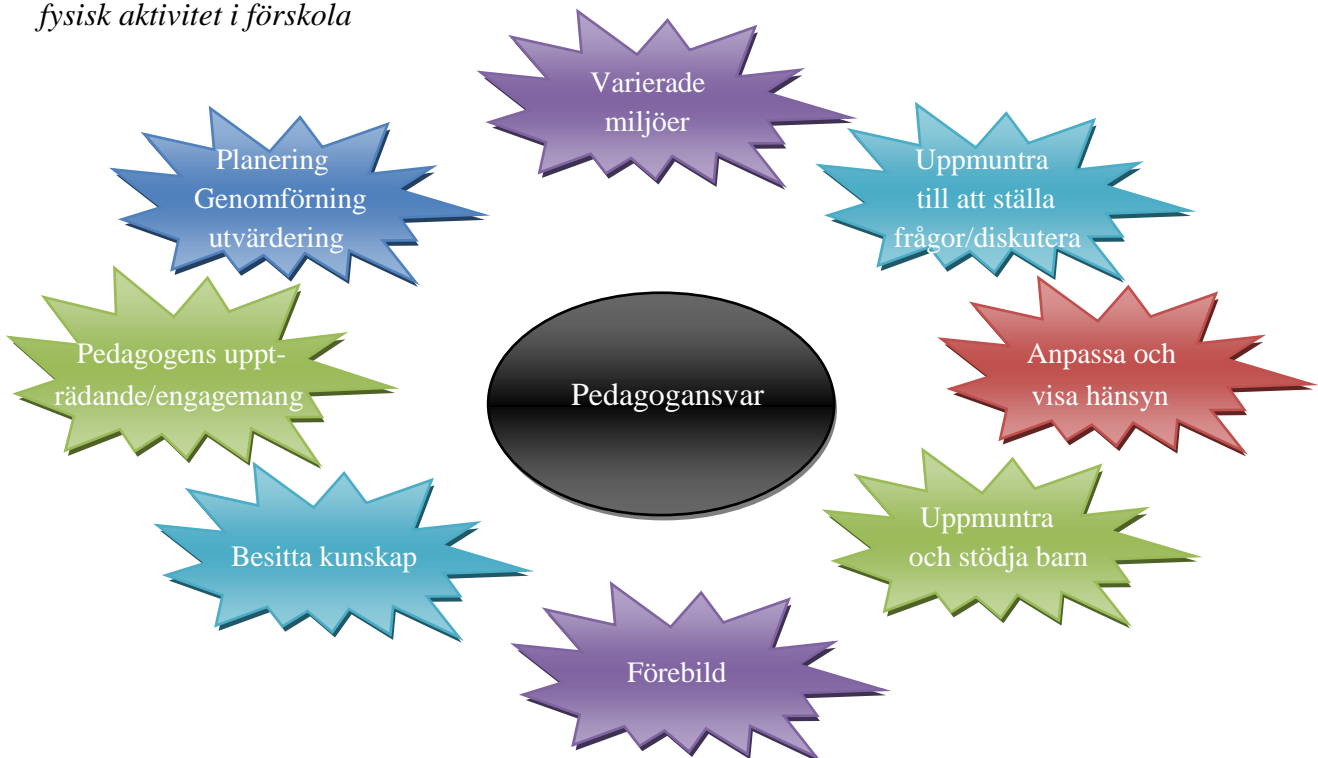 fysisk aktivitet i förskola
Varierade
miljöer
Planering
Genomförning
utvärdering
Uppmuntra
till att ställa
frågor/diskutera
Pedagogens uppt-
rädande/engagemang
Pedagogansvar
Anpassa och
visa hänsyn
Besitta kunskap
Uppmuntra
och stödja barn
Förebild